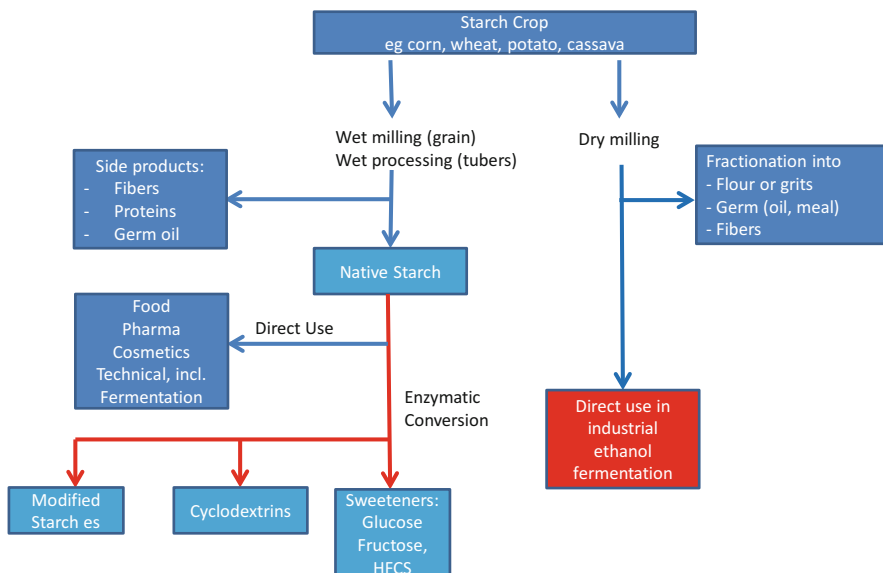 Starch Crop
eg corn, wheat, potato, cassava
Wet milling (grain)
Wet processing (tubers)
Dry milling
Side products:
- Fibers
- Proteins
- Germ oil
Fractionation into
- Flour or grits
- Germ (oil, meal)
- Fibers
Native Starch
Food
Pharma
Cosmetics
Technical, incl.
Fermentation
Direct Use
Enzymatic
Conversion
Direct use in
industrial
ethanol
fermentation
Modified
Starch es
Cyclodextrins
Sweeteners:
Glucose
Fructose,
HFCS